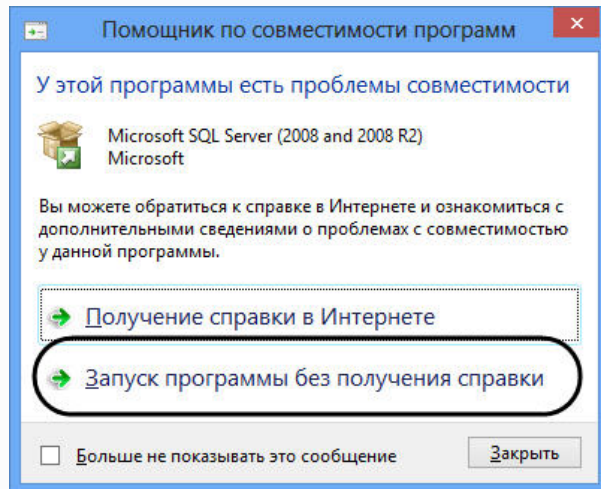 Помощник по совместимости программ
У этой программы есть проблемы совместимости
Microsoft SQL Server (2008 and 2008 R2)
Microsoft
Вы можете обратиться к справке в Интернете и ознакомиться с
дополнительными сведениями о проблемах с совместимостью
у данной программы.
Получение справки в Интернете
Запуск программы без получения справки
Больше не показывать это сообщение
Закрыть